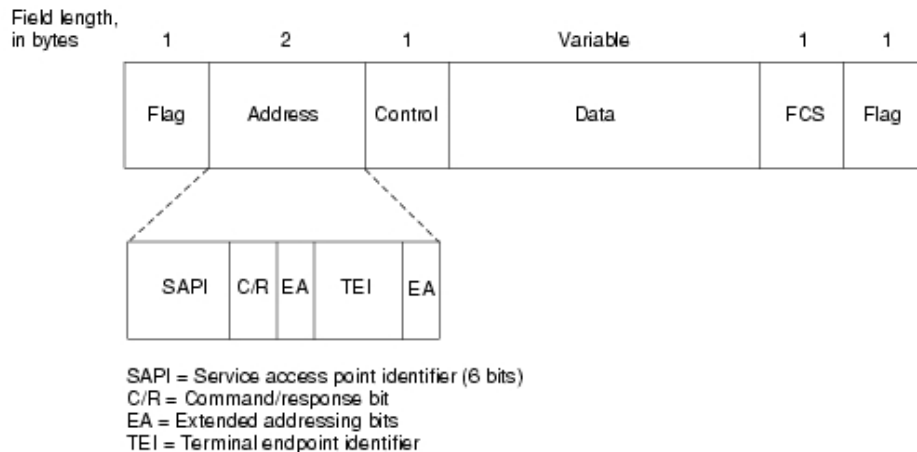 Field length,
in bytes 1 2 1 Variable 1 1
Flag Address Control Data FCS Flag
SAPI C/R EA TEI EA
SAPI = Service access point identifier (6 bits)
C/R = Command/response bit
EA = Extended addressing bits
TEI = Terminal endpoint identifier